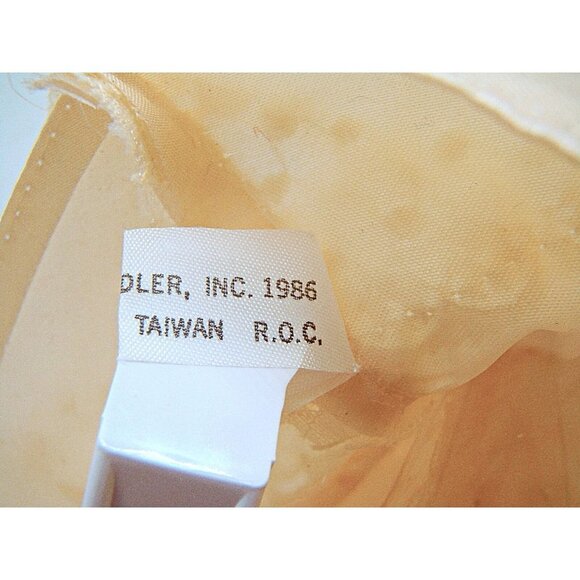 DLER, INC. 1986
TAIWAN R.O.C.